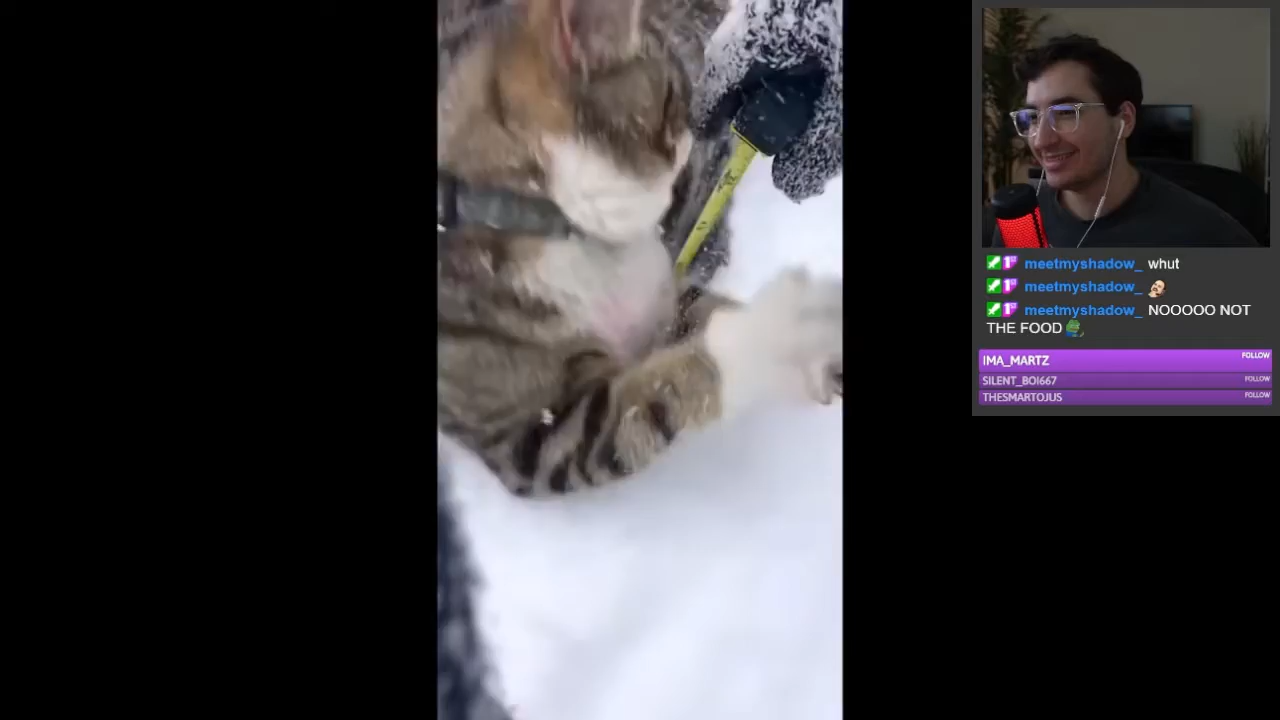 meetmyshadow_ whut
meetmyshadow_
meetmyshadow_ NOOOOO NOT
THE FOOD
IMA_MARTZ FOLLOW
SILENT_BOI667 FOLLOW
THESMARTOJUS FOLLOW